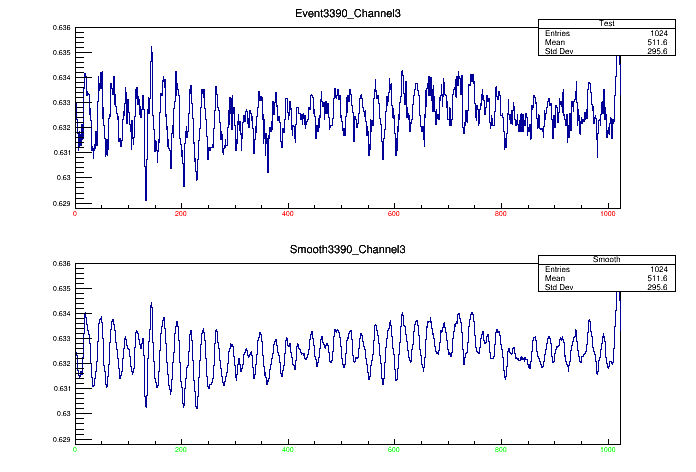 Event3390_Channel3
Test
Entries 1024
Mean 511.6
Std Dev 295.6
0.636
0.635
0.634
0.633
0.632
0.631
0.63
0.629
0 200 400 600 800 1000
Smooth3390_Channel3
Smooth
Entries 1024
Mean 511.6
Std Dev 295.6
0.636
0.635
0.634
0.633
0.632
0.631
0.63
0.629
0 200 400 600 800 1000